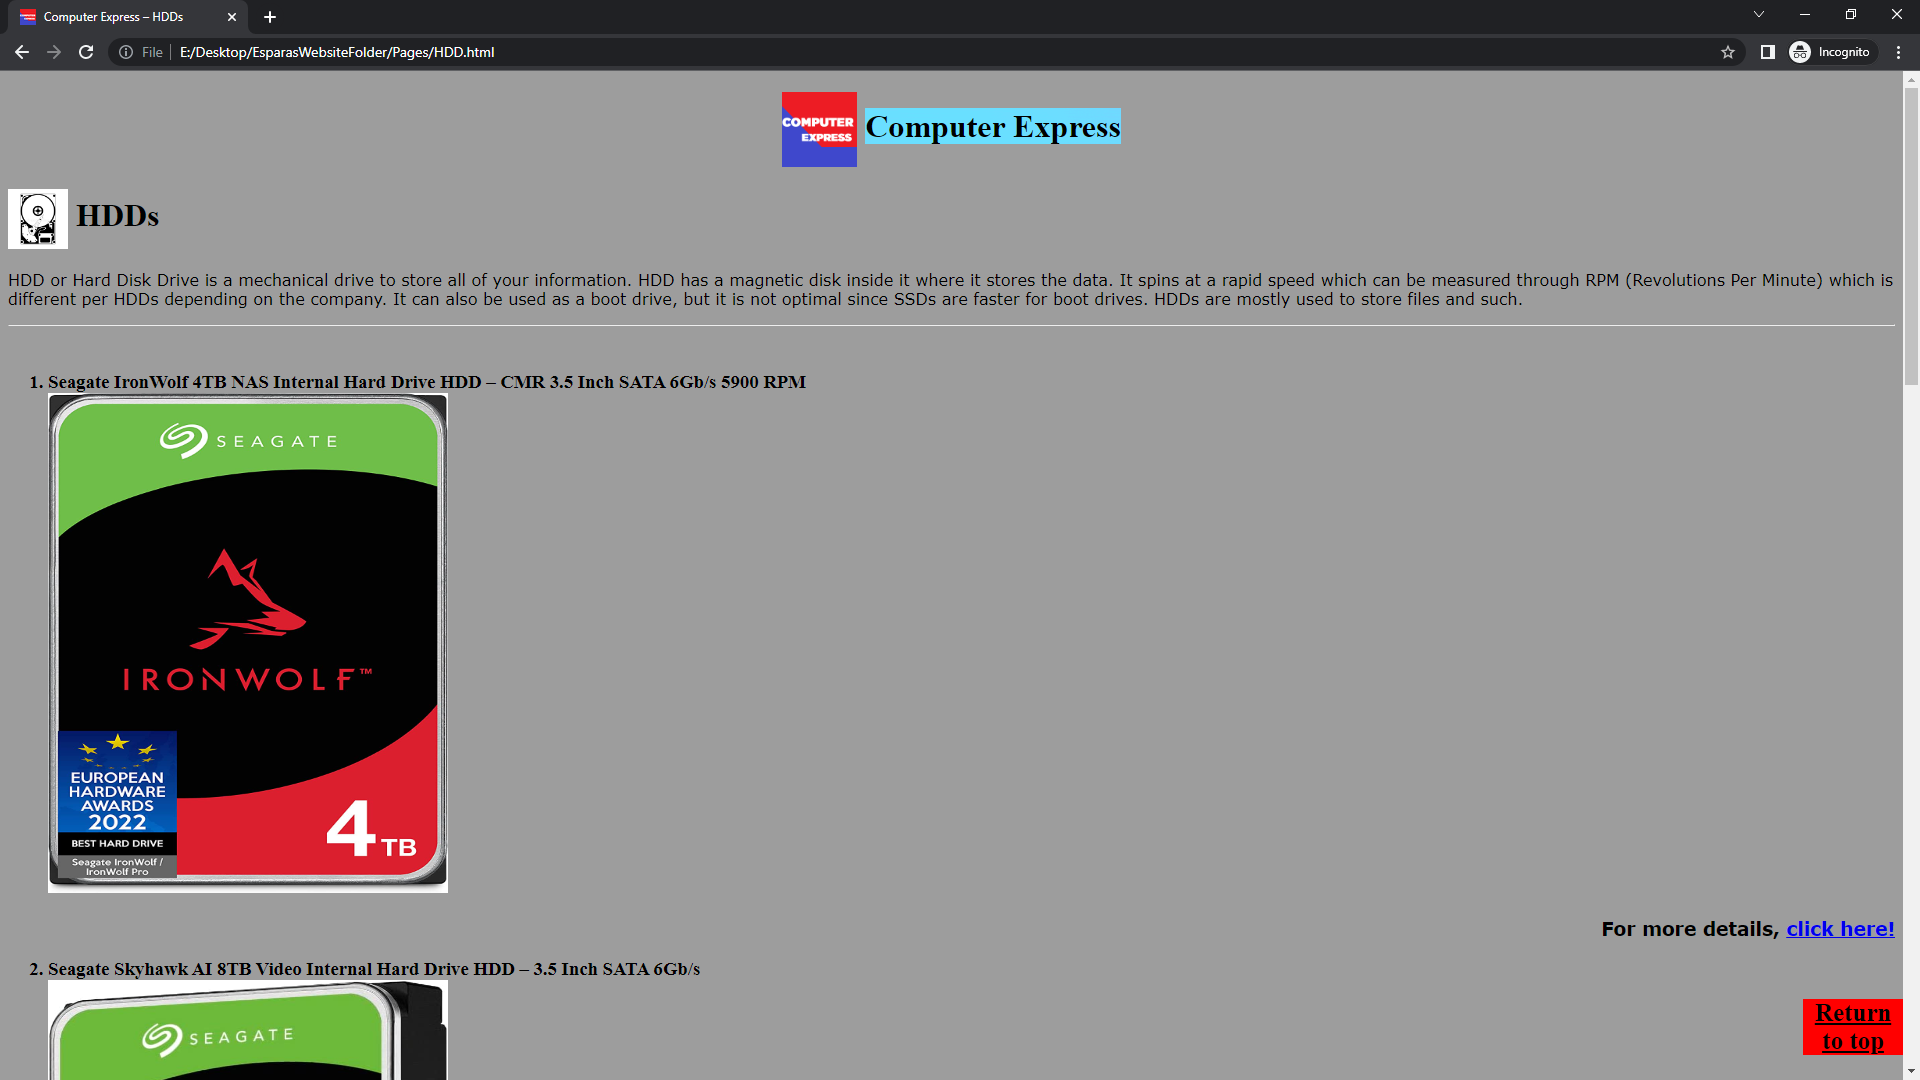 Computer Express – HDDs
File
E:/Desktop/EsparasWebsiteFolder/Pages/HDD.html
Incognito
COMPUTER
EXPRESS
Computer Express
HDDs
HDD or Hard Disk Drive is a mechanical drive to store all of your information. HDD has a magnetic disk inside it where it stores the data. It spins at a rapid speed which can be measured through RPM (Revolutions Per Minute) which is
different per HDDs depending on the company. It can also be used as a boot drive, but it is not optimal since SSDs are faster for boot drives. HDDs are mostly used to store files and such.
1. Seagate IronWolf 4TB NAS Internal Hard Drive HDD – CMR 3.5 Inch SATA 6Gb/s 5900 RPM
SEAGATE
IRONWOLF™
EUROPEAN
HARDWARE
AWARDS
2022
BEST HARD DRIVE
Seagate IronWolf /
IronWolf Pro
4TB
For more details, click here!
2. Seagate Skyhawk AI 8TB Video Internal Hard Drive HDD – 3.5 Inch SATA 6Gb/s
SEAGATE
Return
to top